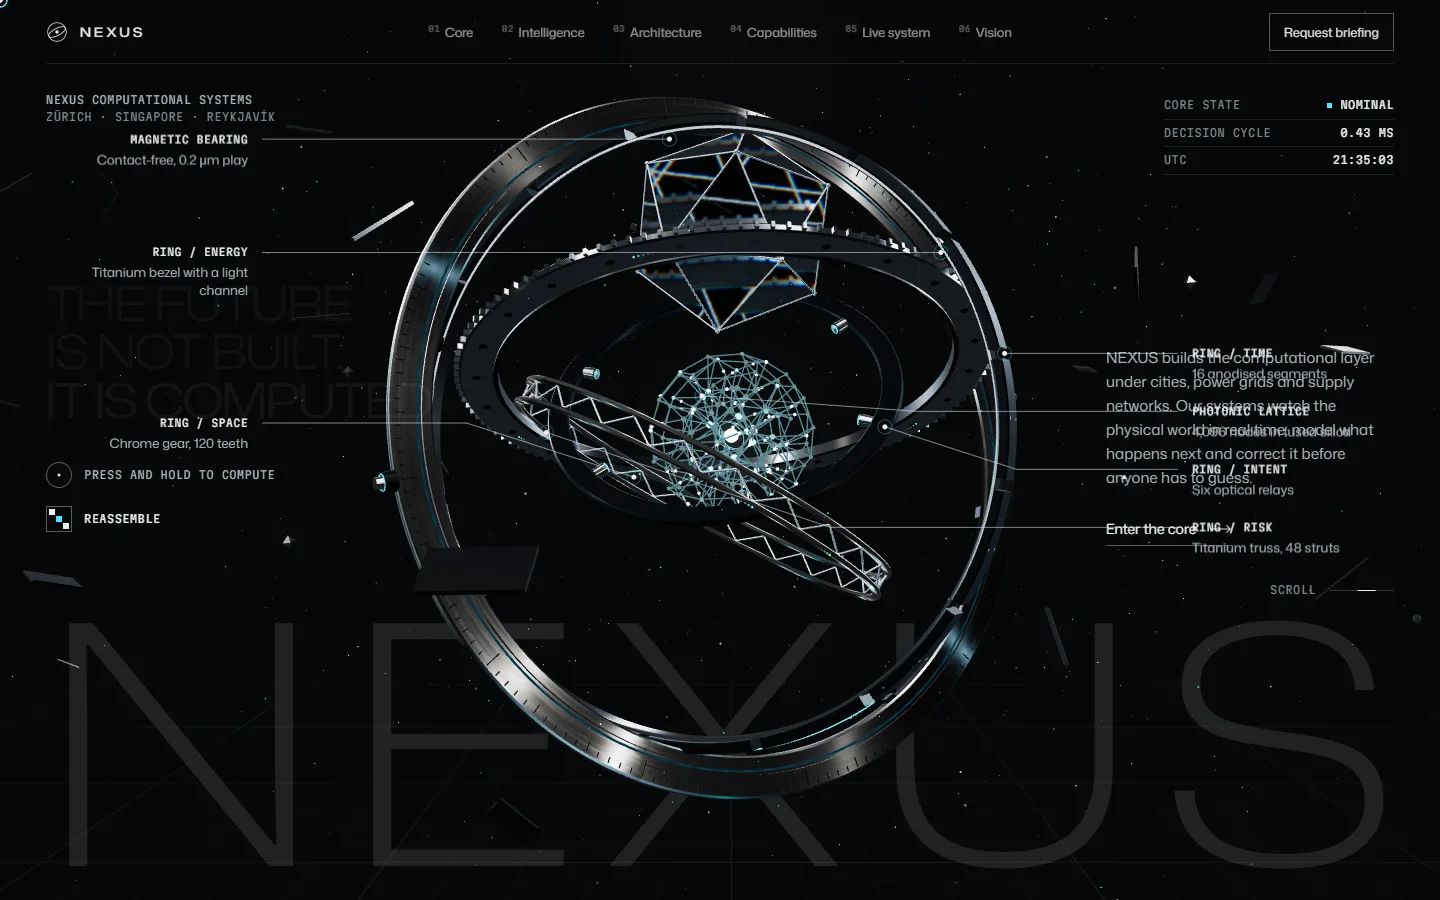 NEXUS
01 Core
02 Intelligence
03 Architecture
04 Capabilities
05 Live system
06 Vision
Request briefing
NEXUS COMPUTATIONAL SYSTEMS
ZÜRICH · SINGAPORE · REYKJAVÍK
CORE STATE NOMINAL
DECISION CYCLE 0.43 MS
UTC 21:35:03
MAGNETIC BEARING
Contact-free, 0.2 µm play
RING / ENERGY
Titanium bezel with a light
channel
THE FUTURE
IS NOT BUILT.
IT IS COMPUTED
RING / SPACE
Chrome gear, 120 teeth
PRESS AND HOLD TO COMPUTE
REASSEMBLE
NEXUS builds the computational layer
under cities, power grids and supply
networks. Our systems watch the
physical world in real time, model what
happens next and correct it before
anyone has to guess.
Enter the core →
RING / TIME
16 anodised segments
PHOTONIC LATTICE
4,096 nodes in fused silica
RING / INTENT
Six optical relays
RING / RISK
Titanium truss, 48 struts
SCROLL
NEXUS